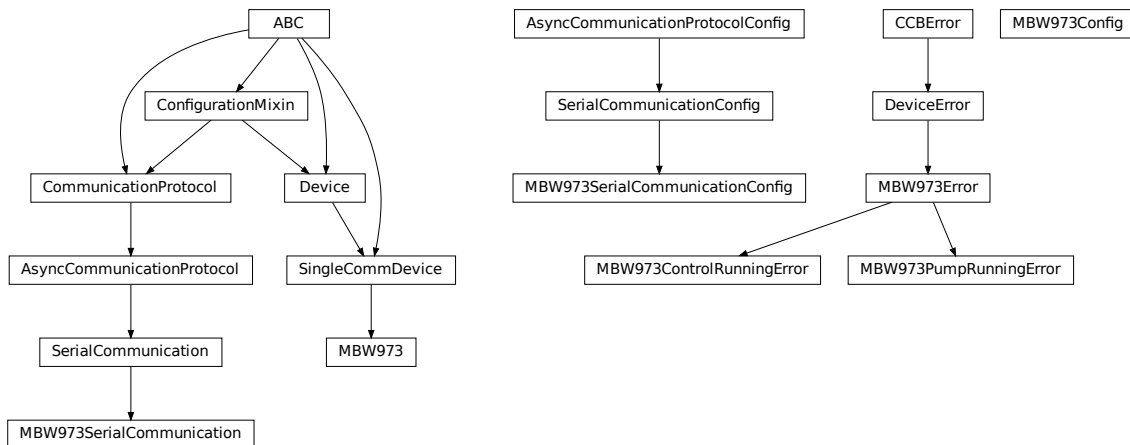 ABC
AsyncCommunicationProtocolConfig
CCBError
MBW973Config
ConfigurationMixin
SerialCommunicationConfig
DeviceError
CommunicationProtocol
Device
MBW973SerialCommunicationConfig
MBW973Error
AsyncCommunicationProtocol
SingleCommDevice
MBW973ControlRunningError
MBW973PumpRunningError
SerialCommunication
MBW973
MBW973SerialCommunication